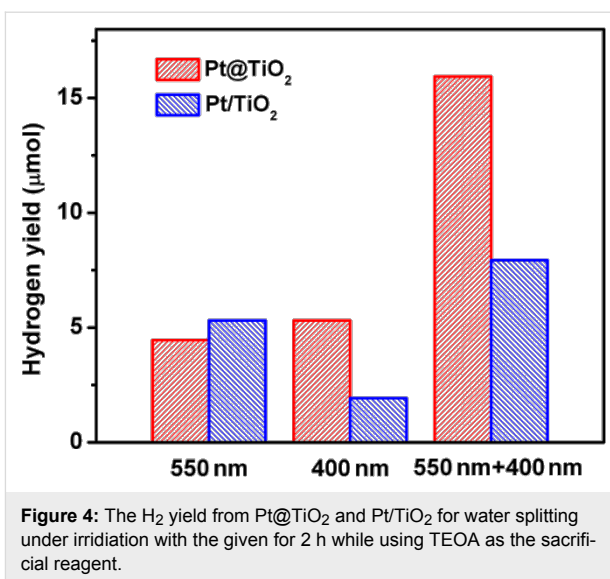 Pt@TiO₂
Pt/TiO₂
Hydrogen yield (μmol)
15
10
5
0
550 nm 400 nm 550 nm+400 nm
Figure 4: The H₂ yield from Pt@TiO₂ and Pt/TiO₂ for water splitting
under irridiation with the given for 2 h while using TEOA as the sacrifi-
cial reagent.